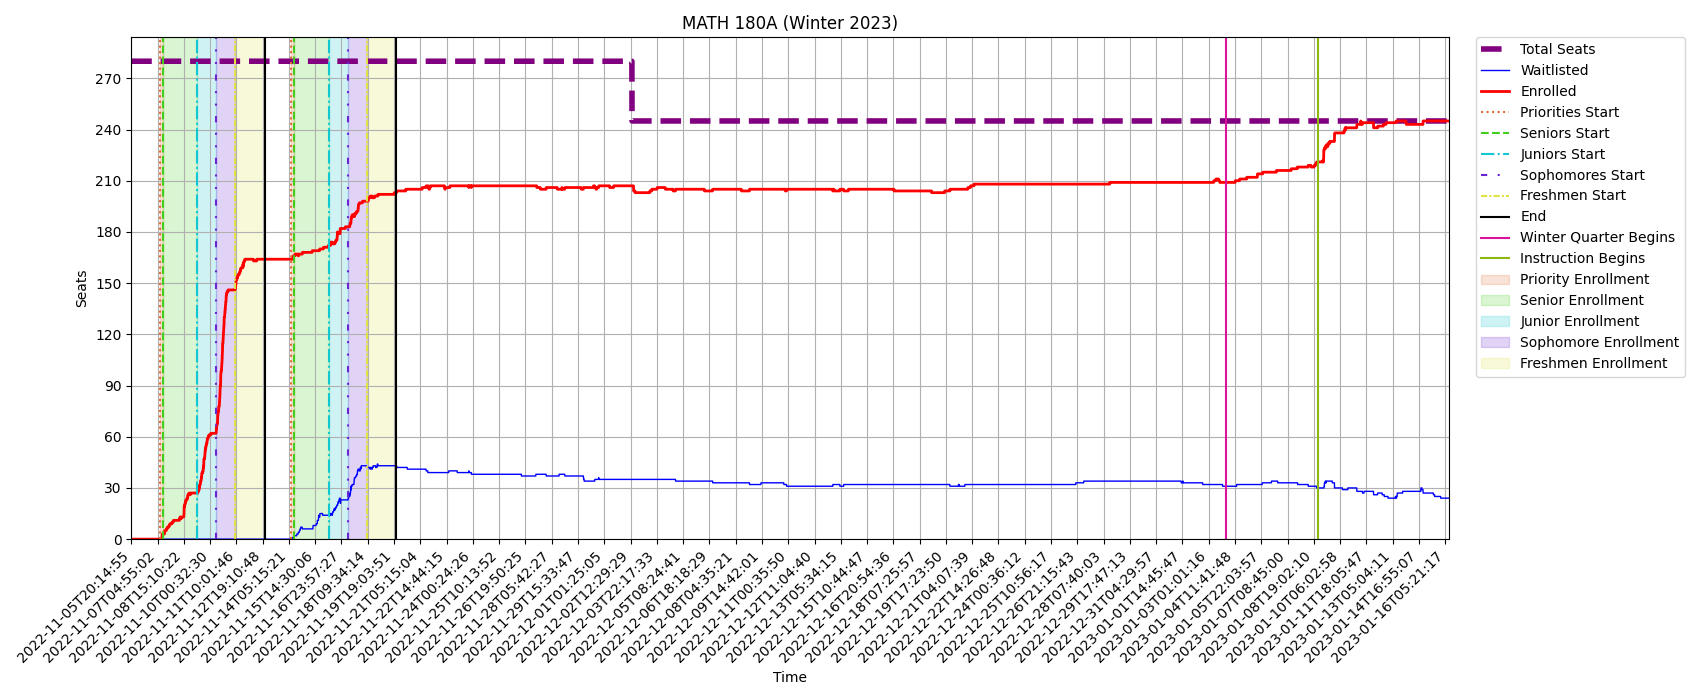 MATH 180A (Winter 2023)
Seats
270
240
210
180
150
120
90
60
30
0
2022-11-05T20:14:55
2022-11-07T04:55:02
2022-11-08T15:10:22
2022-11-10T00:32:30
2022-11-11T10:01:46
2022-11-12T19:10:48
2022-11-14T05:15:21
2022-11-15T14:30:06
2022-11-16T23:57:27
2022-11-18T09:34:14
2022-11-19T19:03:51
2022-11-21T05:15:04
2022-11-22T14:44:15
2022-11-24T00:24:26
2022-11-25T10:13:52
2022-11-26T19:50:25
2022-11-28T05:42:27
2022-11-29T15:33:47
2022-12-01T01:25:05
2022-12-02T12:29:29
2022-12-03T22:17:33
2022-12-05T08:24:41
2022-12-06T18:18:29
2022-12-08T04:35:21
2022-12-09T14:42:01
2022-12-11T00:35:50
2022-12-12T11:04:40
2022-12-13T05:34:15
2022-12-15T10:44:47
2022-12-16T20:54:36
2022-12-18T07:25:57
2022-12-19T17:23:50
2022-12-21T04:07:39
2022-12-22T14:26:48
2022-12-24T00:36:12
2022-12-25T10:56:17
2022-12-26T21:15:43
2022-12-28T07:40:03
2022-12-29T17:47:13
2022-12-31T04:29:57
2023-01-01T14:45:47
2023-01-03T01:01:16
2023-01-04T11:41:48
2023-01-05T22:03:57
2023-01-07T08:45:00
2023-01-08T19:02:10
2023-01-10T06:02:58
2023-01-11T18:05:47
2023-01-13T05:04:11
2023-01-14T16:55:07
2023-01-16T05:21:17
Time
Total Seats
Waitlisted
Enrolled
Priorities Start
Seniors Start
Juniors Start
Sophomores Start
Freshmen Start
End
Winter Quarter Begins
Instruction Begins
Priority Enrollment
Senior Enrollment
Junior Enrollment
Sophomore Enrollment
Freshmen Enrollment